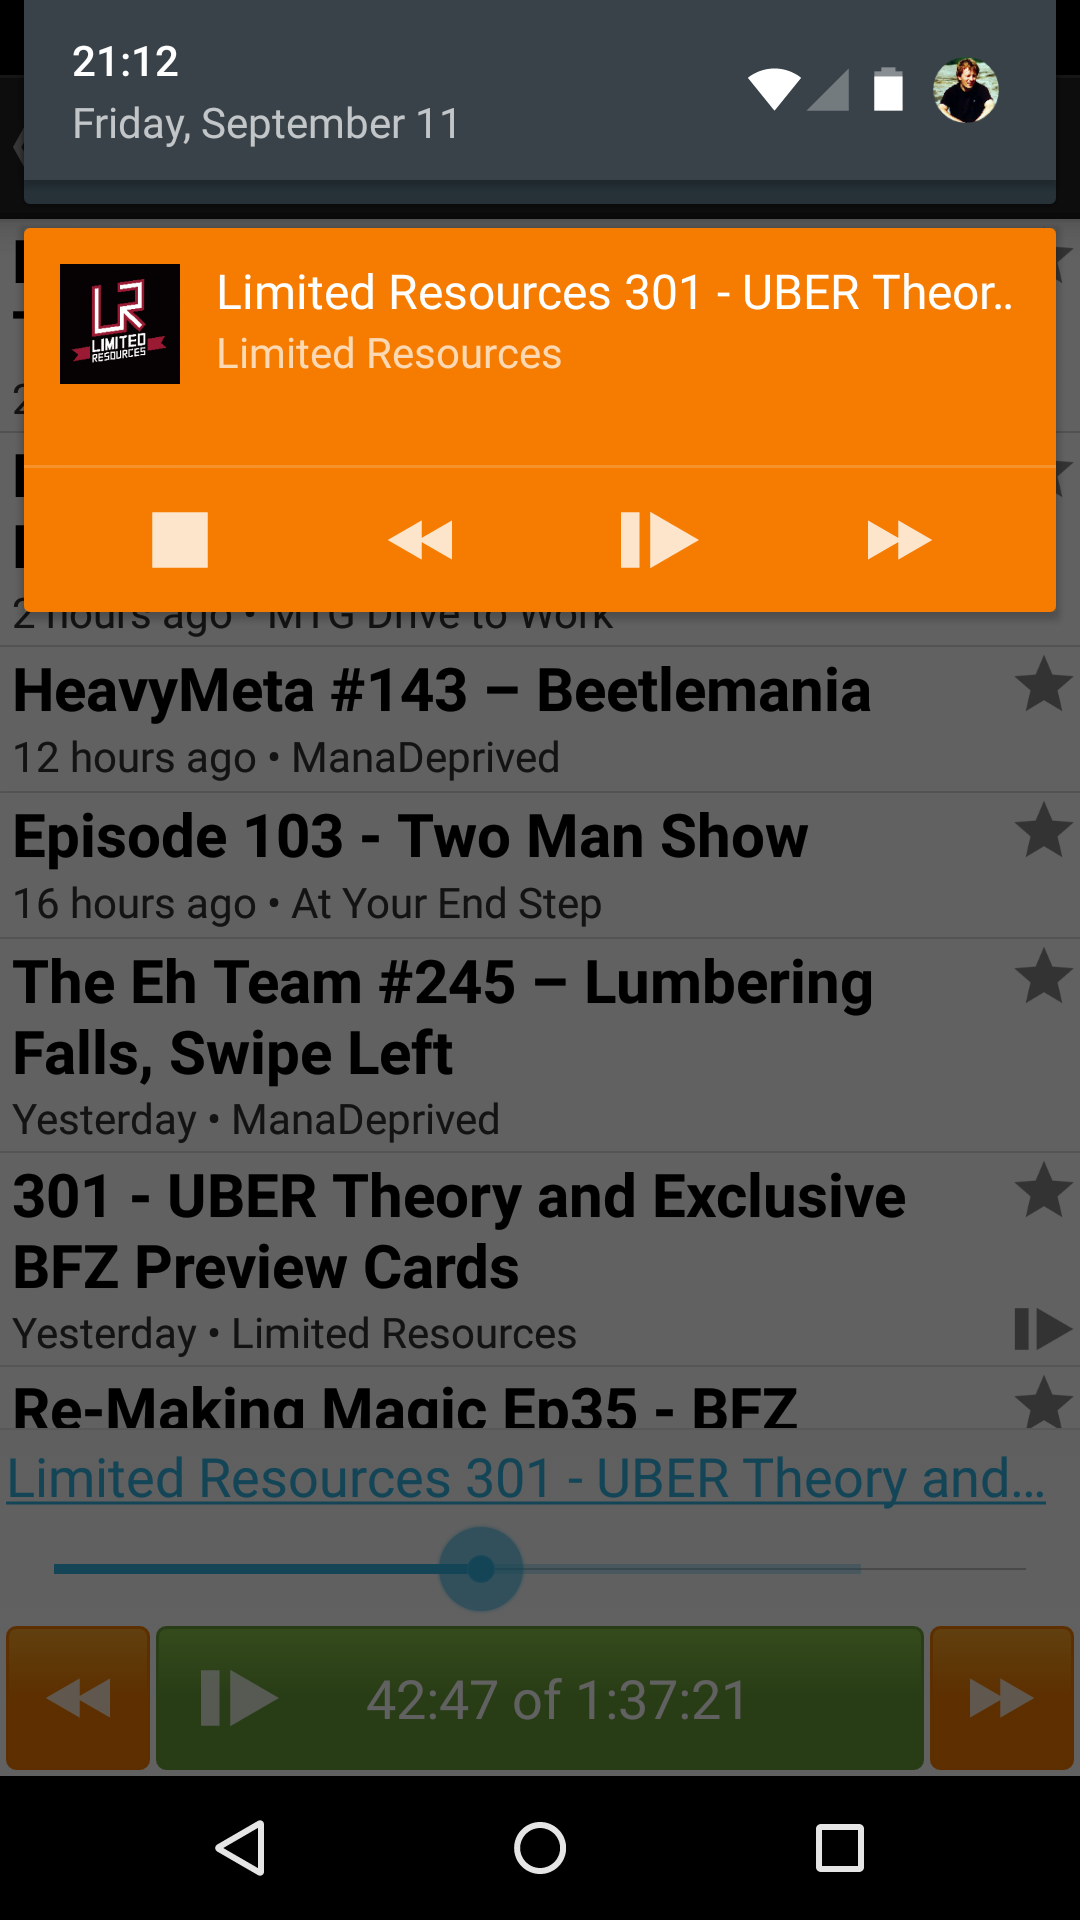 21:12
Friday, September 11
LR
LIMITED
RESOURCES
Limited Resources 301 - UBER Theor..
Limited Resources
2 hours ago • MTG Drive to Work
HeavyMeta #143 – Beetlemania
12 hours ago • ManaDeprived
Episode 103 - Two Man Show
16 hours ago • At Your End Step
The Eh Team #245 – Lumbering
Falls, Swipe Left
Yesterday • ManaDeprived
301 - UBER Theory and Exclusive
BFZ Preview Cards
Yesterday • Limited Resources
Re-Making Magic Ep35 - BFZ
Limited Resources 301 - UBER Theory and...
42:47 of 1:37:21